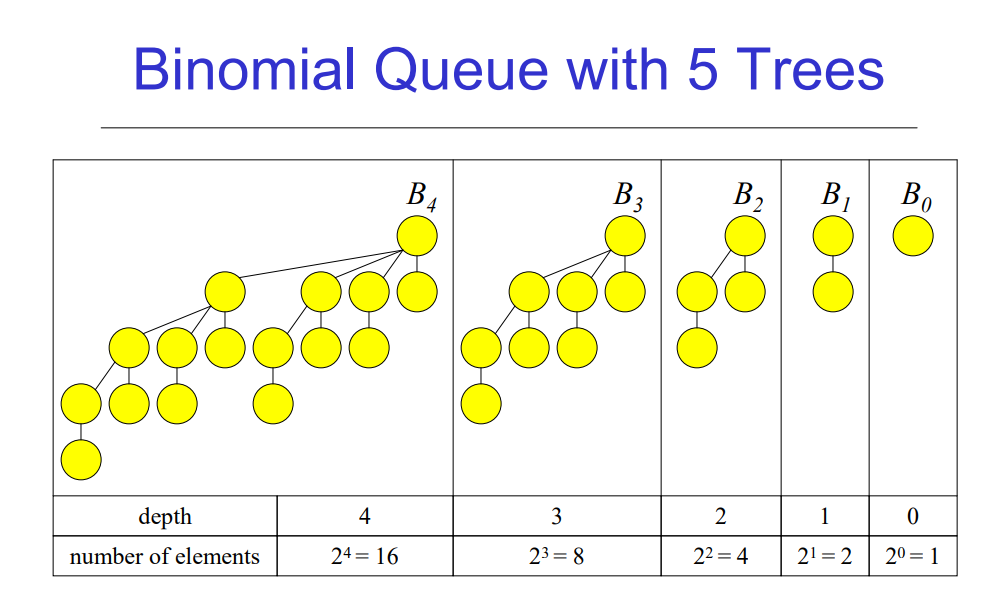 Binomial Queue with 5 Trees
B₄ B₃ B₂ B₁ B₀
depth 4 3 2 1 0
number of elements 2⁴ = 16 2³ = 8 2² = 4 2¹ = 2 2⁰ = 1